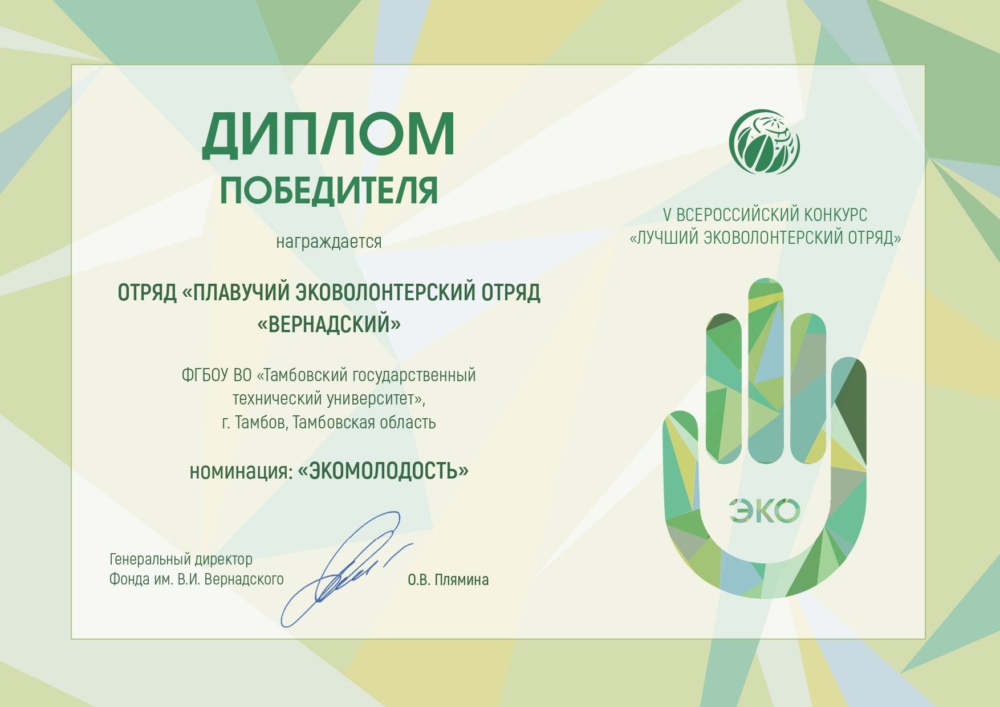 ДИПЛОМ
ПОБЕДИТЕЛЯ
награждается
ОТРЯД «ПЛАВУЧИЙ ЭКОВОЛОНТЕРСКИЙ ОТРЯД
«ВЕРНАДСКИЙ»
ФГБОУ ВО «Тамбовский государственный
технический университет»,
г. Тамбов, Тамбовская область
номинация: «ЭКОМОЛОДОСТЬ»
Генеральный директор
Фонда им. В.И. Вернадского
О.В. Плямина
V ВСЕРОССИЙСКИЙ КОНКУРС
«ЛУЧШИЙ ЭКОВОЛОНТЕРСКИЙ ОТРЯД»
ЭКО